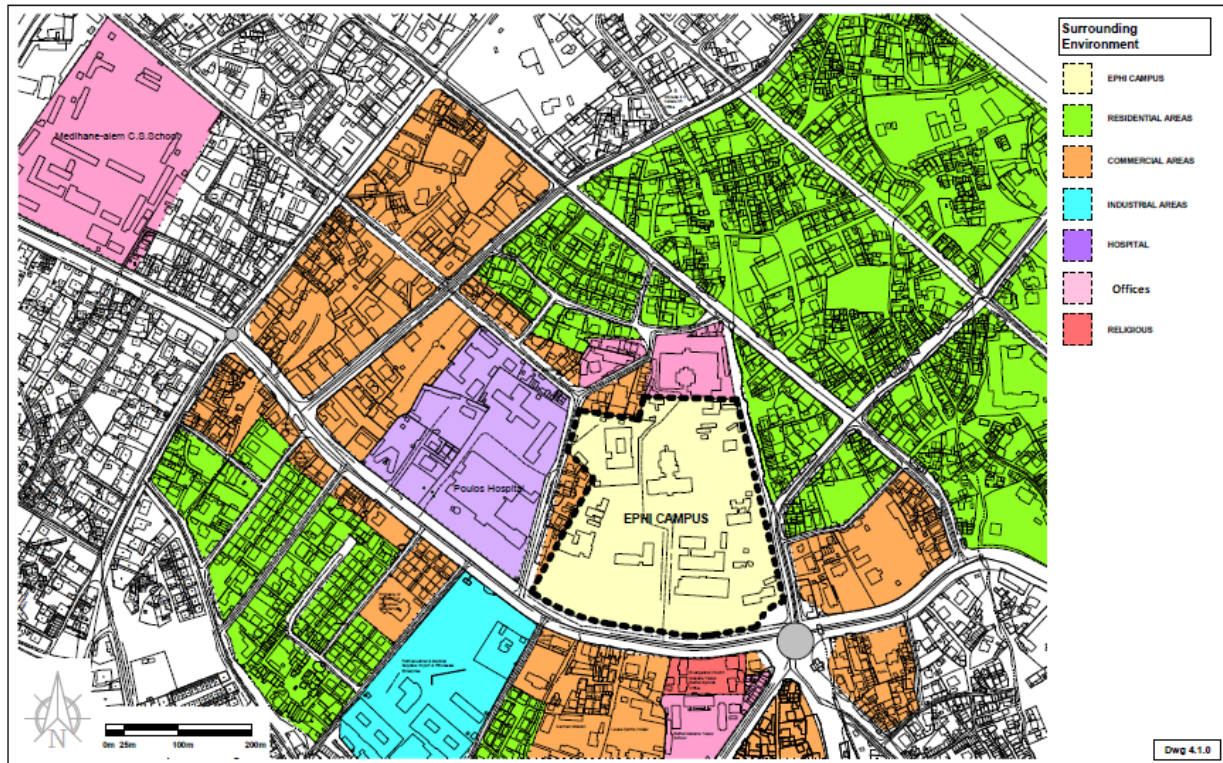 Surrounding
Environment
EPHI CAMPUS
RESIDENTIAL AREAS
COMMERCIAL AREAS
INDUSTRIAL AREAS
HOSPITAL
Offices
RELIGIOUS
Medihane-alem C.S.School
Poulos Hospital
EPHI CAMPUS
N
0m 25m 100m 200m
Dwg 4.1.0